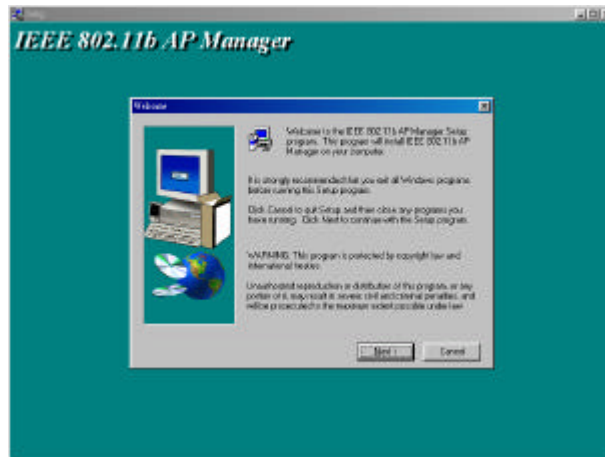 Setup
IEEE 802.11b AP Manager
Welcome
Welcome to the IEEE 802.11b AP Manager Setup
program. This program will install IEEE 802.11b AP
Manager on your computer.
It is strongly recommended that you exit all Windows programs
before running this Setup program.
Click Cancel to quit Setup and then close any programs you
have running. Click Next to continue with the Setup program.
WARNING: This program is protected by copyright law and
international treaties.
Unauthorized reproduction or distribution of this program, or any
portion of it, may result in severe civil and criminal penalties, and
will be prosecuted to the maximum extent possible under law.
Next >
Cancel